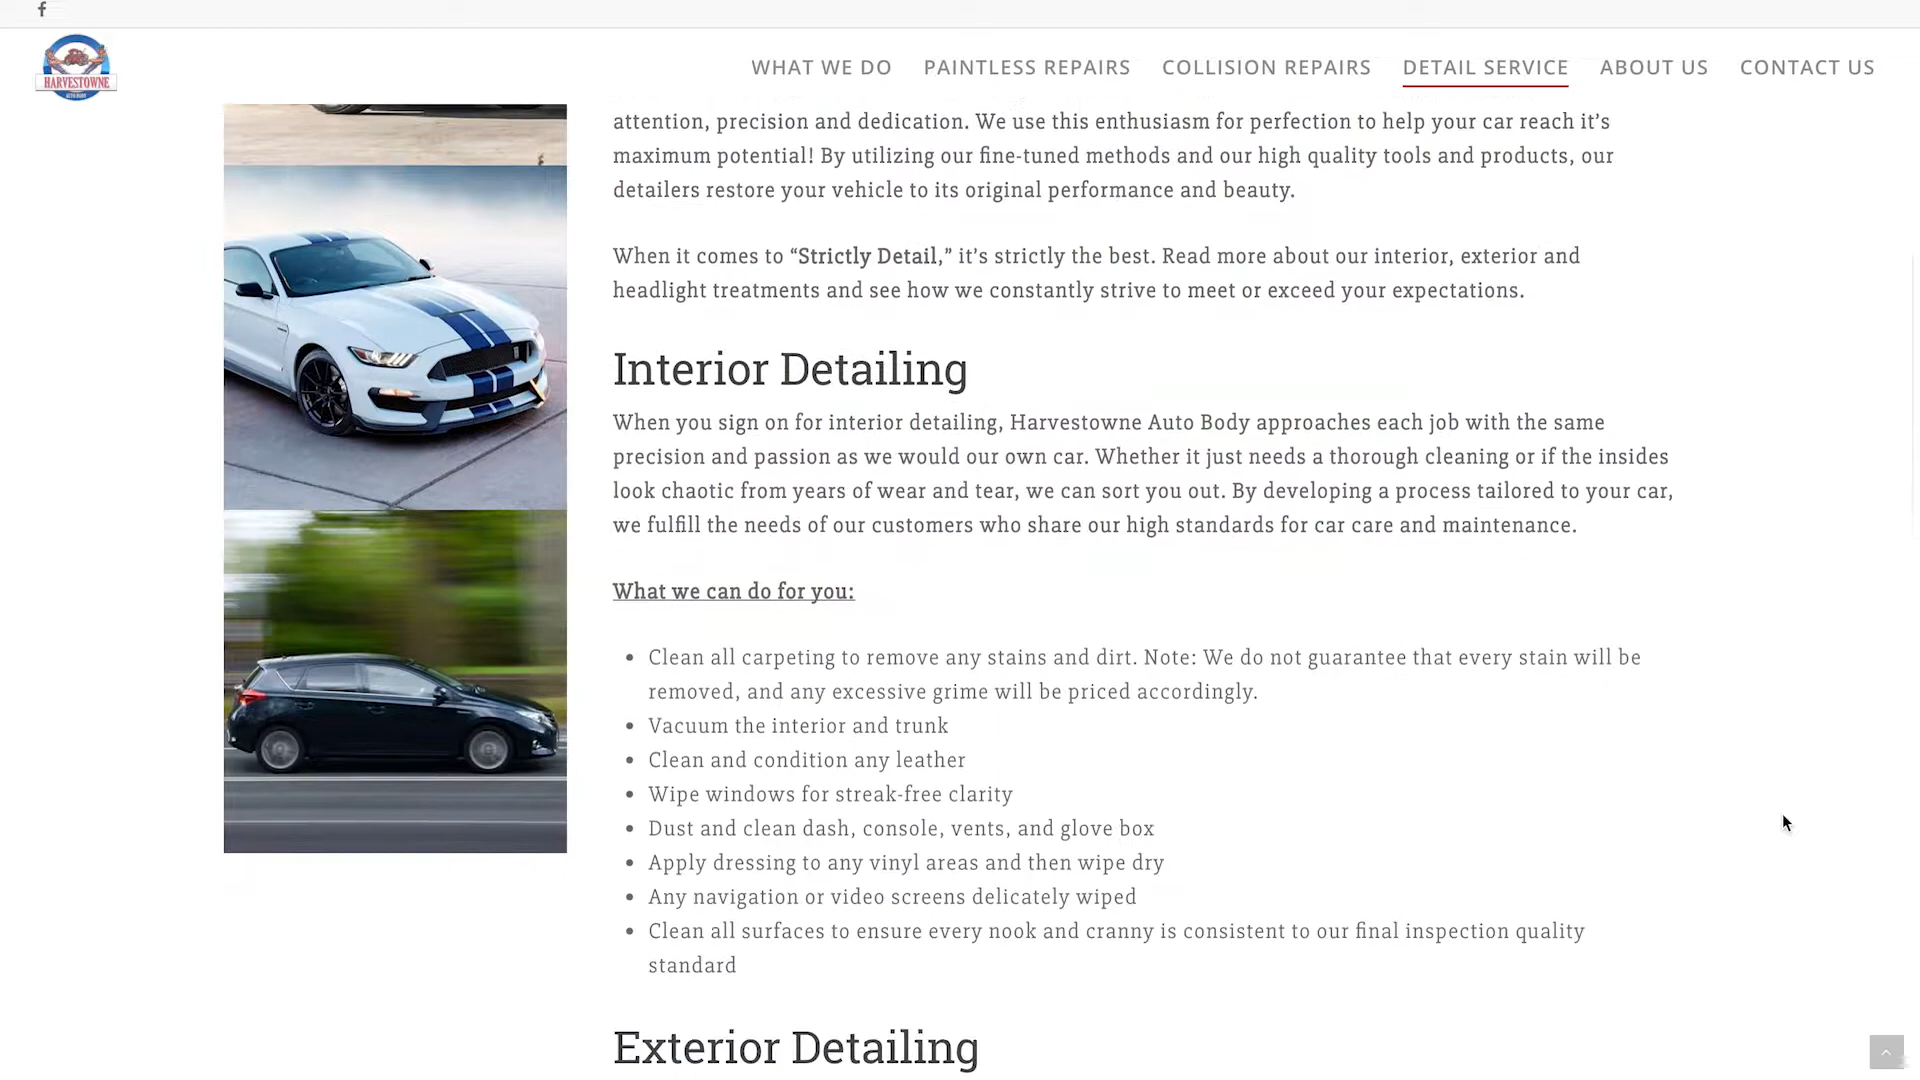 HARVESTOWNE
AUTO BODY
WHAT WE DO
PAINTLESS REPAIRS
COLLISION REPAIRS
DETAIL SERVICE
ABOUT US
CONTACT US
attention, precision and dedication. We use this enthusiasm for perfection to help your car reach it’s
maximum potential! By utilizing our fine-tuned methods and our high quality tools and products, our
detailers restore your vehicle to its original performance and beauty.
When it comes to “Strictly Detail,” it’s strictly the best. Read more about our interior, exterior and
headlight treatments and see how we constantly strive to meet or exceed your expectations.
Interior Detailing
When you sign on for interior detailing, Harvestowne Auto Body approaches each job with the same
precision and passion as we would our own car. Whether it just needs a thorough cleaning or if the insides
look chaotic from years of wear and tear, we can sort you out. By developing a process tailored to your car,
we fulfill the needs of our customers who share our high standards for car care and maintenance.
What we can do for you:
• Clean all carpeting to remove any stains and dirt. Note: We do not guarantee that every stain will be
removed, and any excessive grime will be priced accordingly.
• Vacuum the interior and trunk
• Clean and condition any leather
• Wipe windows for streak-free clarity
• Dust and clean dash, console, vents, and glove box
• Apply dressing to any vinyl areas and then wipe dry
• Any navigation or video screens delicately wiped
• Clean all surfaces to ensure every nook and cranny is consistent to our final inspection quality
standard
Exterior Detailing